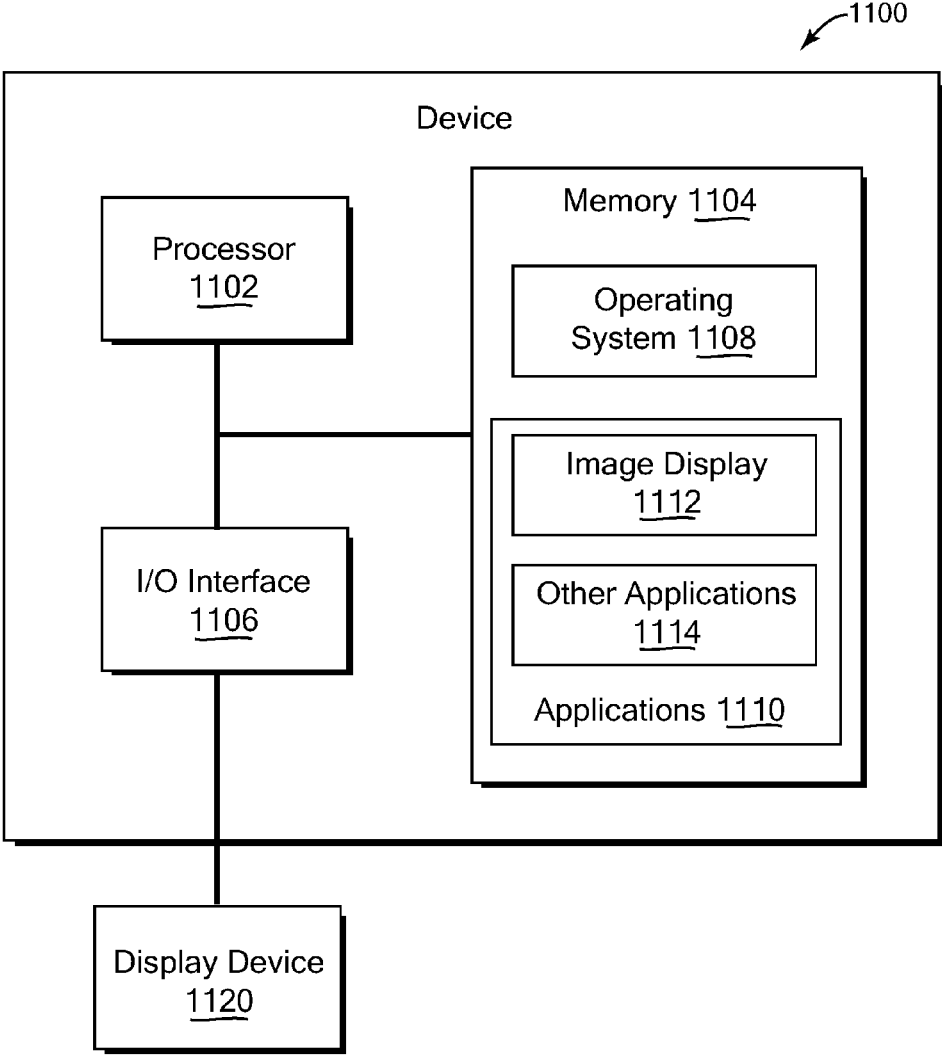 1100
Device
Processor
1102
Memory 1104
Operating
System 1108
Image Display
1112
I/O Interface
1106
Other Applications
1114
Applications 1110
Display Device
1120